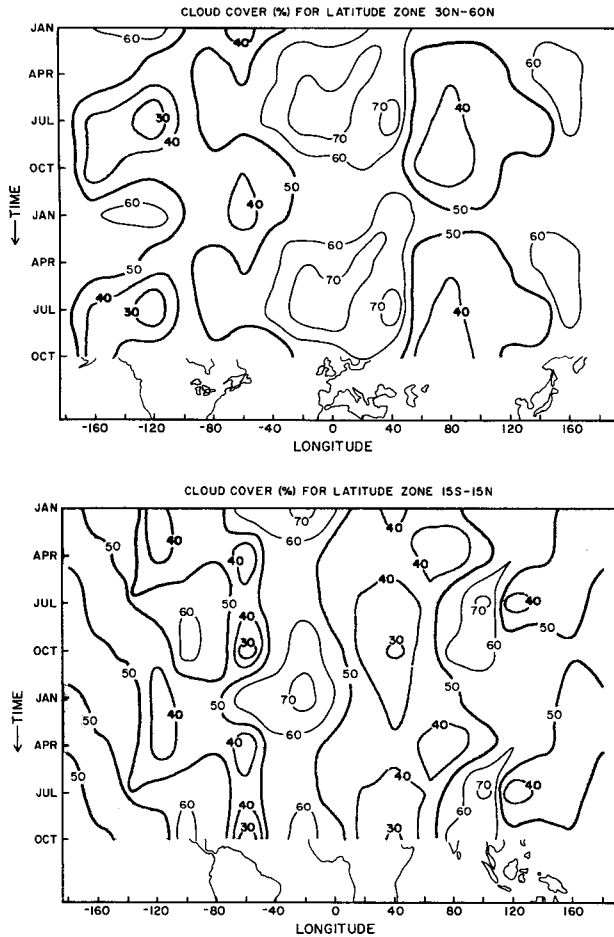 CLOUD COVER (%) FOR LATITUDE ZONE 30N-60N
JAN
60
40
60
APR
JUL
30
40
70
70
60
40
OCT
50
JAN
60
40
50
60
60
←TIME
APR
50
70
JUL
40
30
70
40
OCT
-160 -120 -80 -40 0 40 80 120 160
LONGITUDE
CLOUD COVER (%) FOR LATITUDE ZONE 15S-15N
JAN
70
40
50
40
60
APR
40
40
JUL
50
60
50
40
40
70
40
50
OCT
30
30
60
JAN
50
50
40
50
70
50
50
←TIME
APR
40
60
40
JUL
60
40
40
60
70
40
50
OCT
30
60
30
-160 -120 -80 -40 0 40 80 120 160
LONGITUDE